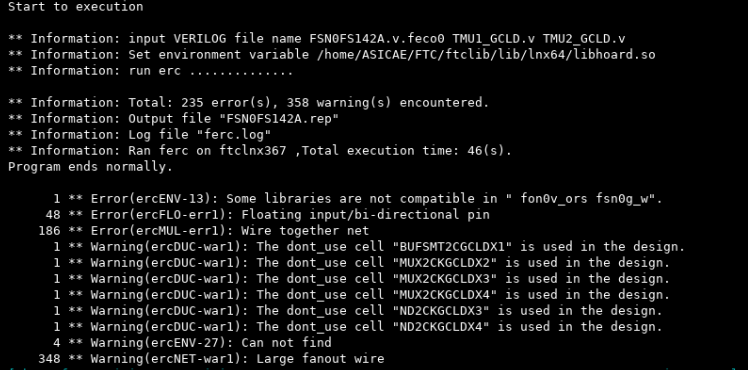 Start to execution
** Information: input VERILOG file name FSN0FS142A.v.feco0 TMU1_GCLD.v TMU2_GCLD.v
** Information: Set environment variable /home/ASICAE/FTC/ftclib/lib/lnx64/libhoard.so
** Information: run erc ..............
** Information: Total: 235 error(s), 358 warning(s) encountered.
** Information: Output file "FSN0FS142A.rep"
** Information: Log file "ferc.log"
** Information: Ran ferc on ftclnx367 ,Total execution time: 46(s).
Program ends normally.
1 ** Error(ercENV-13): Some libraries are not compatible in " fon0v_ors fsn0g_w".
48 ** Error(ercFLO-err1): Floating input/bi-directional pin
186 ** Error(ercMUL-err1): Wire together net
1 ** Warning(ercDUC-war1): The dont_use cell "BUFSMT2CGCLDX1" is used in the design.
1 ** Warning(ercDUC-war1): The dont_use cell "MUX2CKGCLDX2" is used in the design.
1 ** Warning(ercDUC-war1): The dont_use cell "MUX2CKGCLDX3" is used in the design.
1 ** Warning(ercDUC-war1): The dont_use cell "MUX2CKGCLDX4" is used in the design.
1 ** Warning(ercDUC-war1): The dont_use cell "ND2CKGCLDX3" is used in the design.
1 ** Warning(ercDUC-war1): The dont_use cell "ND2CKGCLDX4" is used in the design.
4 ** Warning(ercENV-27): Can not find
348 ** Warning(ercNET-war1): Large fanout wire